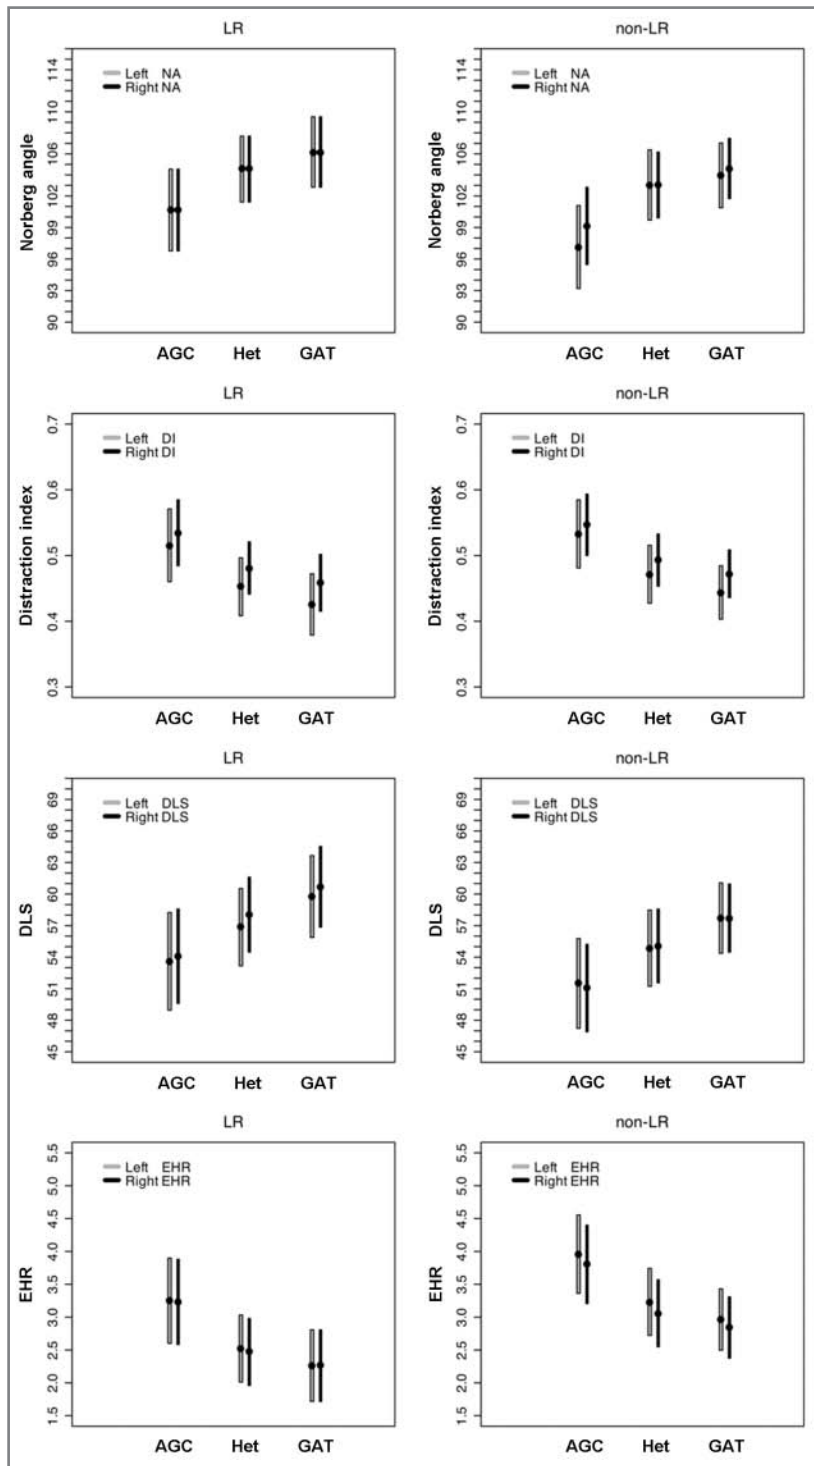 LR
Left NA
Right NA
Norberg angle
114
110
106
102
99
96
93
90
AGC Het GAT
non-LR
Left NA
Right NA
Norberg angle
114
110
106
102
99
96
93
90
AGC Het GAT
LR
Left DI
Right DI
Distraction index
0.7
0.6
0.5
0.4
0.3
AGC Het GAT
non-LR
Left DI
Right DI
Distraction index
0.7
0.6
0.5
0.4
0.3
AGC Het GAT
LR
Left DLS
Right DLS
DLS
69
66
63
60
57
54
51
48
45
AGC Het GAT
non-LR
Left DLS
Right DLS
DLS
69
66
63
60
57
54
51
48
45
AGC Het GAT
LR
Left EHR
Right EHR
EHR
5.5
5.0
4.5
4.0
3.5
3.0
2.5
2.0
1.5
AGC Het GAT
non-LR
Left EHR
Right EHR
EHR
5.5
5.0
4.5
4.0
3.5
3.0
2.5
2.0
1.5
AGC Het GAT